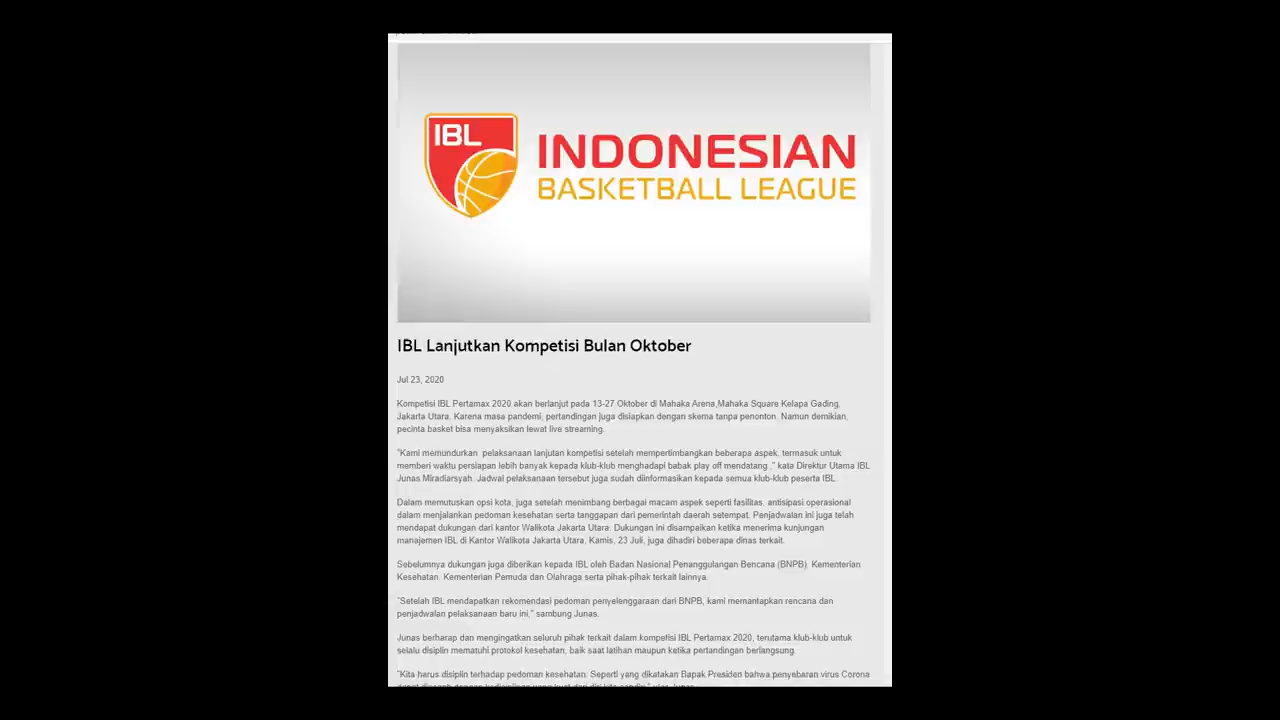 IBL
INDONESIAN
BASKETBALL LEAGUE
IBL Lanjutkan Kompetisi Bulan Oktober
Jul 23, 2020
Kompetisi IBL Pertamax 2020 akan berlanjut pada 13-27 Oktober di Mahaka Arena,Mahaka Square Kelapa Gading,
Jakarta Utara. Karena masa pandemi, pertandingan juga disiapkan dengan skema tanpa penonton. Namun demikian,
pecinta basket bisa menyaksikan lewat live streaming.
"Kami memundurkan  pelaksanaan lanjutan kompetisi setelah mempertimbangkan beberapa aspek, termasuk untuk
memberi waktu persiapan lebih banyak kepada klub-klub menghadapi babak play off mendatang ," kata Direktur Utama IBL
Junas Miradiarsyah. Jadwal pelaksanaan tersebut juga sudah diinformasikan kepada semua klub-klub peserta IBL.
Dalam memutuskan opsi kota, juga setelah menimbang berbagai macam aspek seperti fasilitas, antisipasi operasional
dalam menjalankan pedoman kesehatan serta tanggapan dari pemerintah daerah setempat. Penjadwalan ini juga telah
mendapat dukungan dari kantor Walikota Jakarta Utara. Dukungan ini disampaikan ketika menerima kunjungan
manajemen IBL di Kantor Walikota Jakarta Utara, Kamis, 23 Juli, juga dihadiri beberapa dinas terkait.
Sebelumnya dukungan juga diberikan kepada IBL oleh Badan Nasional Penanggulangan Bencana (BNPB), Kementerian
Kesehatan, Kementerian Pemuda dan Olahraga serta pihak-pihak terkait lainnya.
"Setelah IBL mendapatkan rekomendasi pedoman penyelenggaraan dari BNPB, kami memantapkan rencana dan
penjadwalan pelaksanaan baru ini," sambung Junas.
Junas berharap dan mengingatkan seluruh pihak terkait dalam kompetisi IBL Pertamax 2020, terutama klub-klub untuk
selalu disiplin mematuhi protokol kesehatan, baik saat latihan maupun ketika pertandingan berlangsung.
"Kita harus disiplin terhadap pedoman kesehatan. Seperti yang dikatakan Bapak Presiden bahwa penyebaran virus Corona